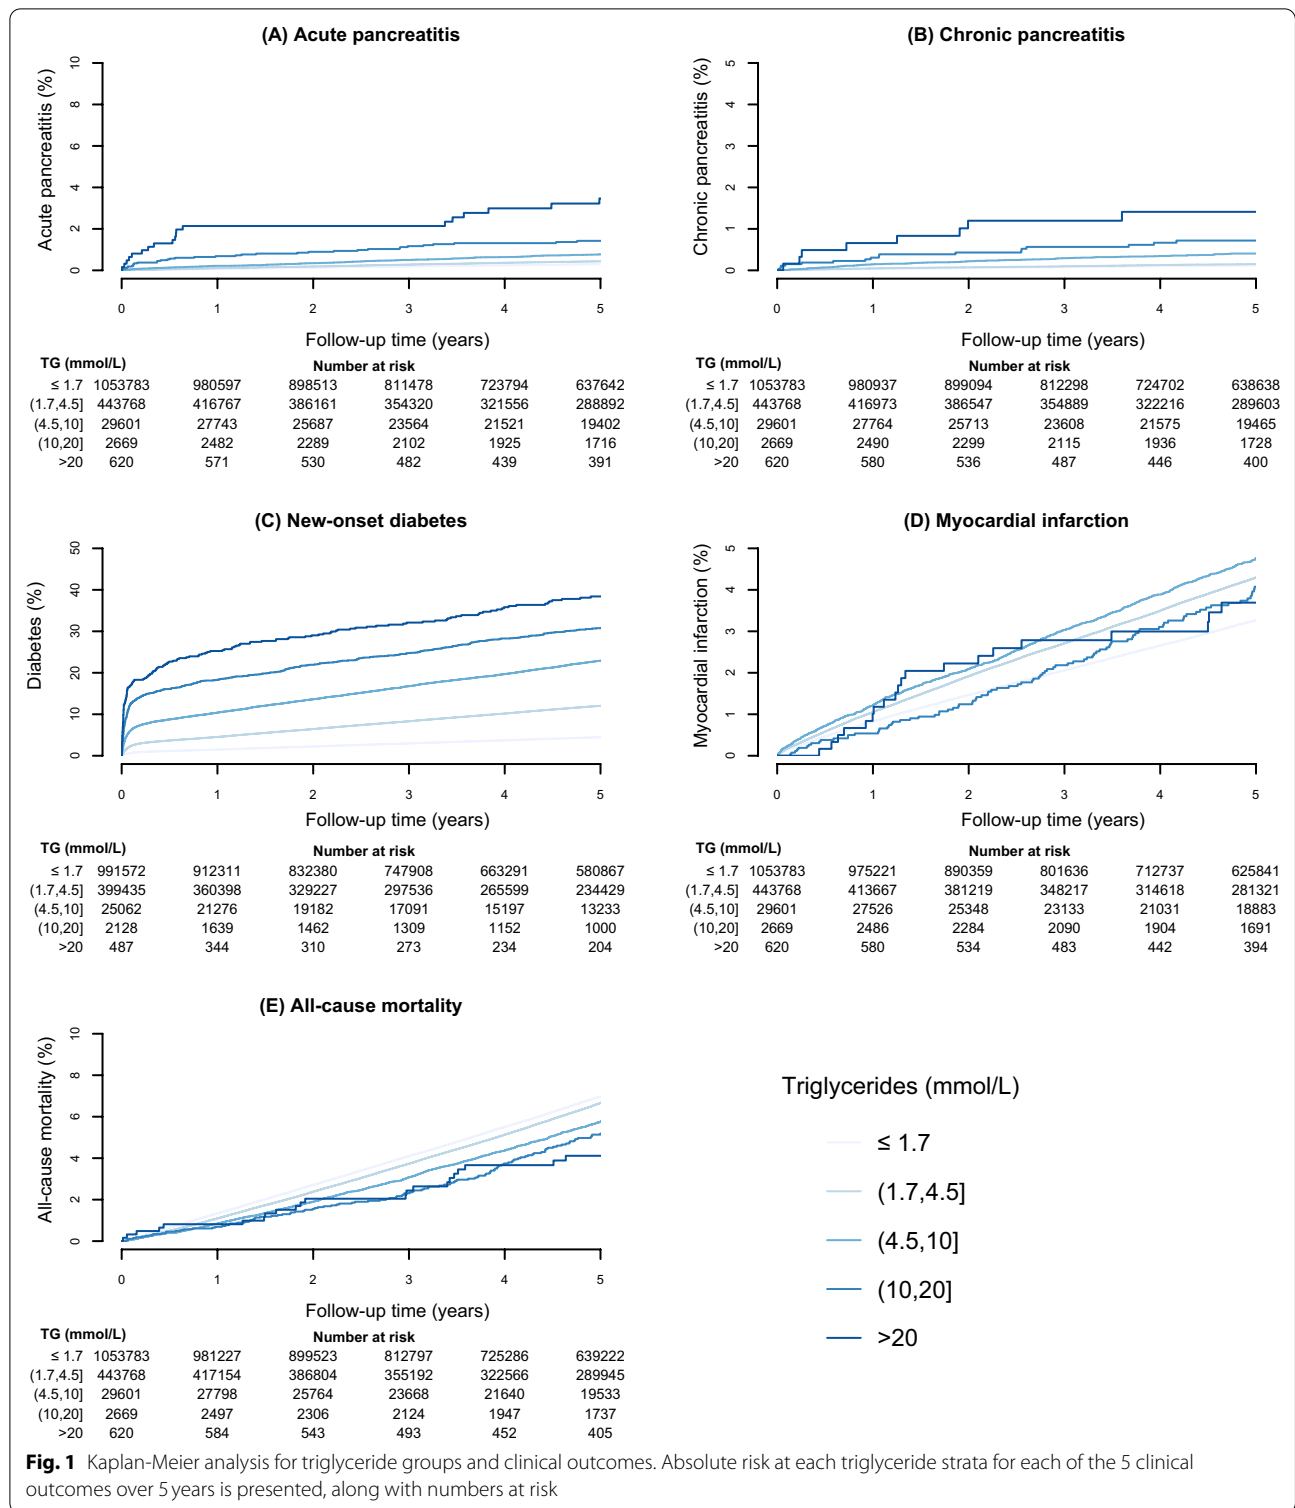 (A) Acute pancreatitis
Acute pancreatitis (%)
10
8
6
4
2
0
0 1 2 3 4 5
Follow-up time (years)
TG (mmol/L) Number at risk
≤ 1.7 1053783 980597 898513 811478 723794 637642
(1.7,4.5] 443768 416767 386161 354320 321556 288892
(4.5,10] 29601 27743 25687 23564 21521 19402
(10,20] 2669 2482 2289 2102 1925 1716
>20 620 571 530 482 439 391
(B) Chronic pancreatitis
Chronic pancreatitis (%)
5
4
3
2
1
0
0 1 2 3 4 5
Follow-up time (years)
TG (mmol/L) Number at risk
≤ 1.7 1053783 980937 899094 812298 724702 638638
(1.7,4.5] 443768 416973 386547 354889 322216 289603
(4.5,10] 29601 27764 25713 23608 21575 19465
(10,20] 2669 2490 2299 2115 1936 1728
>20 620 580 536 487 446 400
(C) New-onset diabetes
Diabetes (%)
50
40
30
20
10
0
0 1 2 3 4 5
Follow-up time (years)
TG (mmol/L) Number at risk
≤ 1.7 991572 912311 832380 747908 663291 580867
(1.7,4.5] 399435 360398 329227 297536 265599 234429
(4.5,10] 25062 21276 19182 17091 15197 13233
(10,20] 2128 1639 1462 1309 1152 1000
>20 487 344 310 273 234 204
(D) Myocardial infarction
Myocardial infarction (%)
5
4
3
2
1
0
0 1 2 3 4 5
Follow-up time (years)
TG (mmol/L) Number at risk
≤ 1.7 1053783 975221 890359 801636 712737 625841
(1.7,4.5] 443768 413667 381219 348217 314618 281321
(4.5,10] 29601 27526 25348 23133 21031 18883
(10,20] 2669 2486 2284 2090 1904 1691
>20 620 580 534 483 442 394
(E) All-cause mortality
All-cause mortality (%)
10
8
6
4
2
0
0 1 2 3 4 5
Follow-up time (years)
TG (mmol/L) Number at risk
≤ 1.7 1053783 981227 899523 812797 725286 639222
(1.7,4.5] 443768 417154 386804 355192 322566 289945
(4.5,10] 29601 27798 25764 23668 21640 19533
(10,20] 2669 2497 2306 2124 1947 1737
>20 620 584 543 493 452 405
Triglycerides (mmol/L)
≤ 1.7
(1.7,4.5]
(4.5,10]
(10,20]
>20
Fig. 1 Kaplan-Meier analysis for triglyceride groups and clinical outcomes. Absolute risk at each triglyceride strata for each of the 5 clinical
outcomes over 5 years is presented, along with numbers at risk